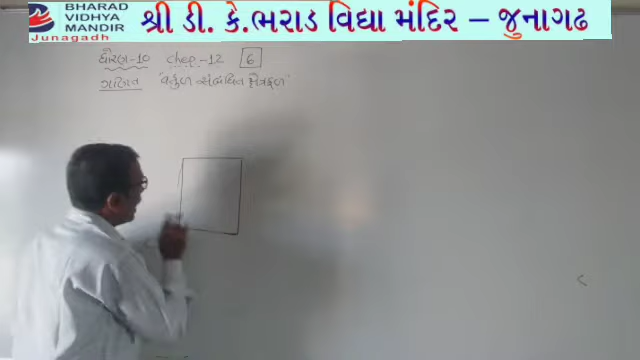 BHARAD
VIDHYA
MANDIR
Junagadh
શ્રી ડી. કે.ભરાડ વિદ્યા મંદિર – જુનાગઢ
ધોરણ-10 chep.-12 6
ગણિત "વર્તુળ સંબંધિત ક્ષેત્રફળ"